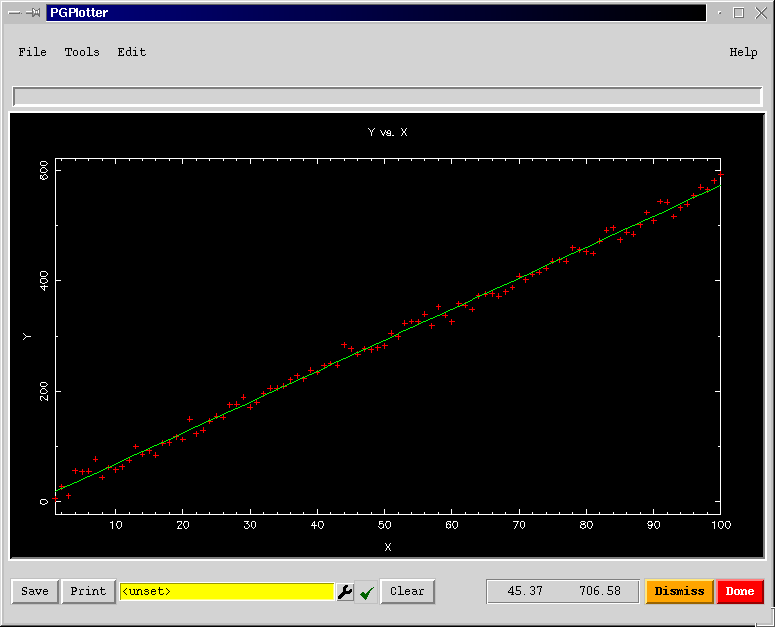 PGPlotter
File Tools Edit Help
Y vs. X
600
400
Y
200
0
10 20 30 40 50 60 70 80 90 100
X
Save Print <unset> Clear 45.37 706.58 Dismiss Done